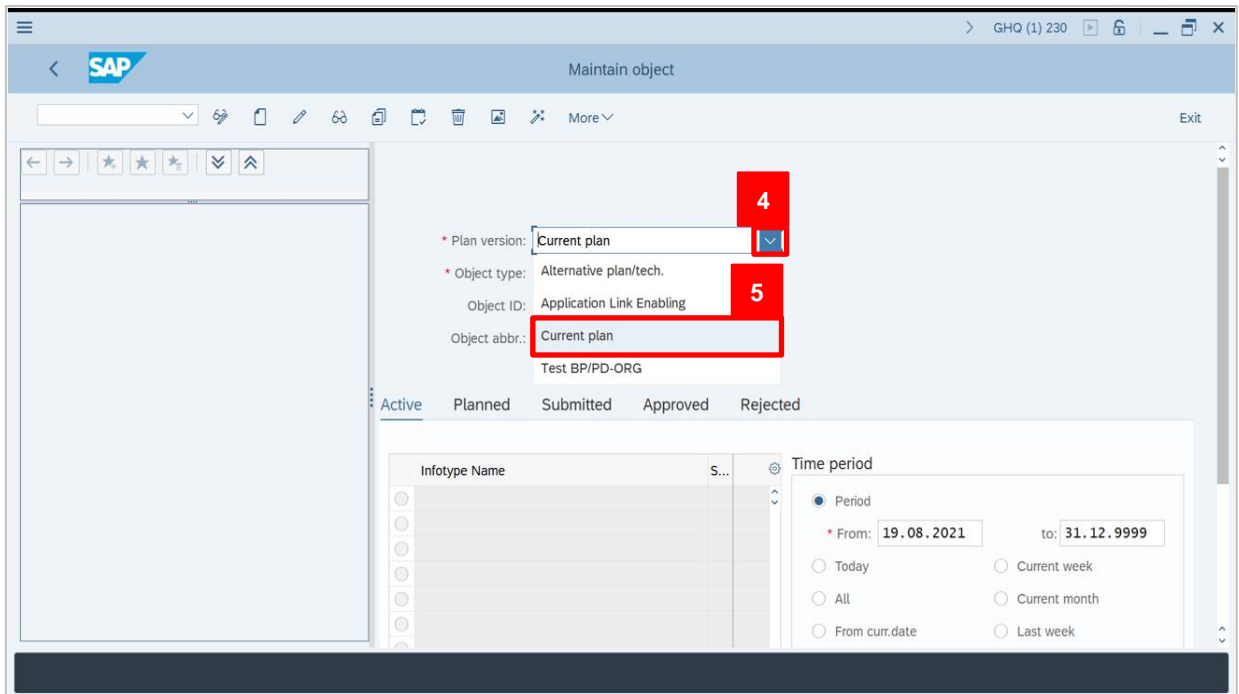 GHQ (1) 230
SAP
Maintain object
More
Exit
4
* Plan version: Current plan
* Object type: Alternative plan/tech.
Object ID: Application Link Enabling
5
Object abbr.: Current plan
Test BP/PD-ORG
Active Planned Submitted Approved Rejected
Infotype Name S...
Time period
Period
* From: 19.08.2021 to: 31.12.9999
Today Current week
All Current month
From curr.date Last week